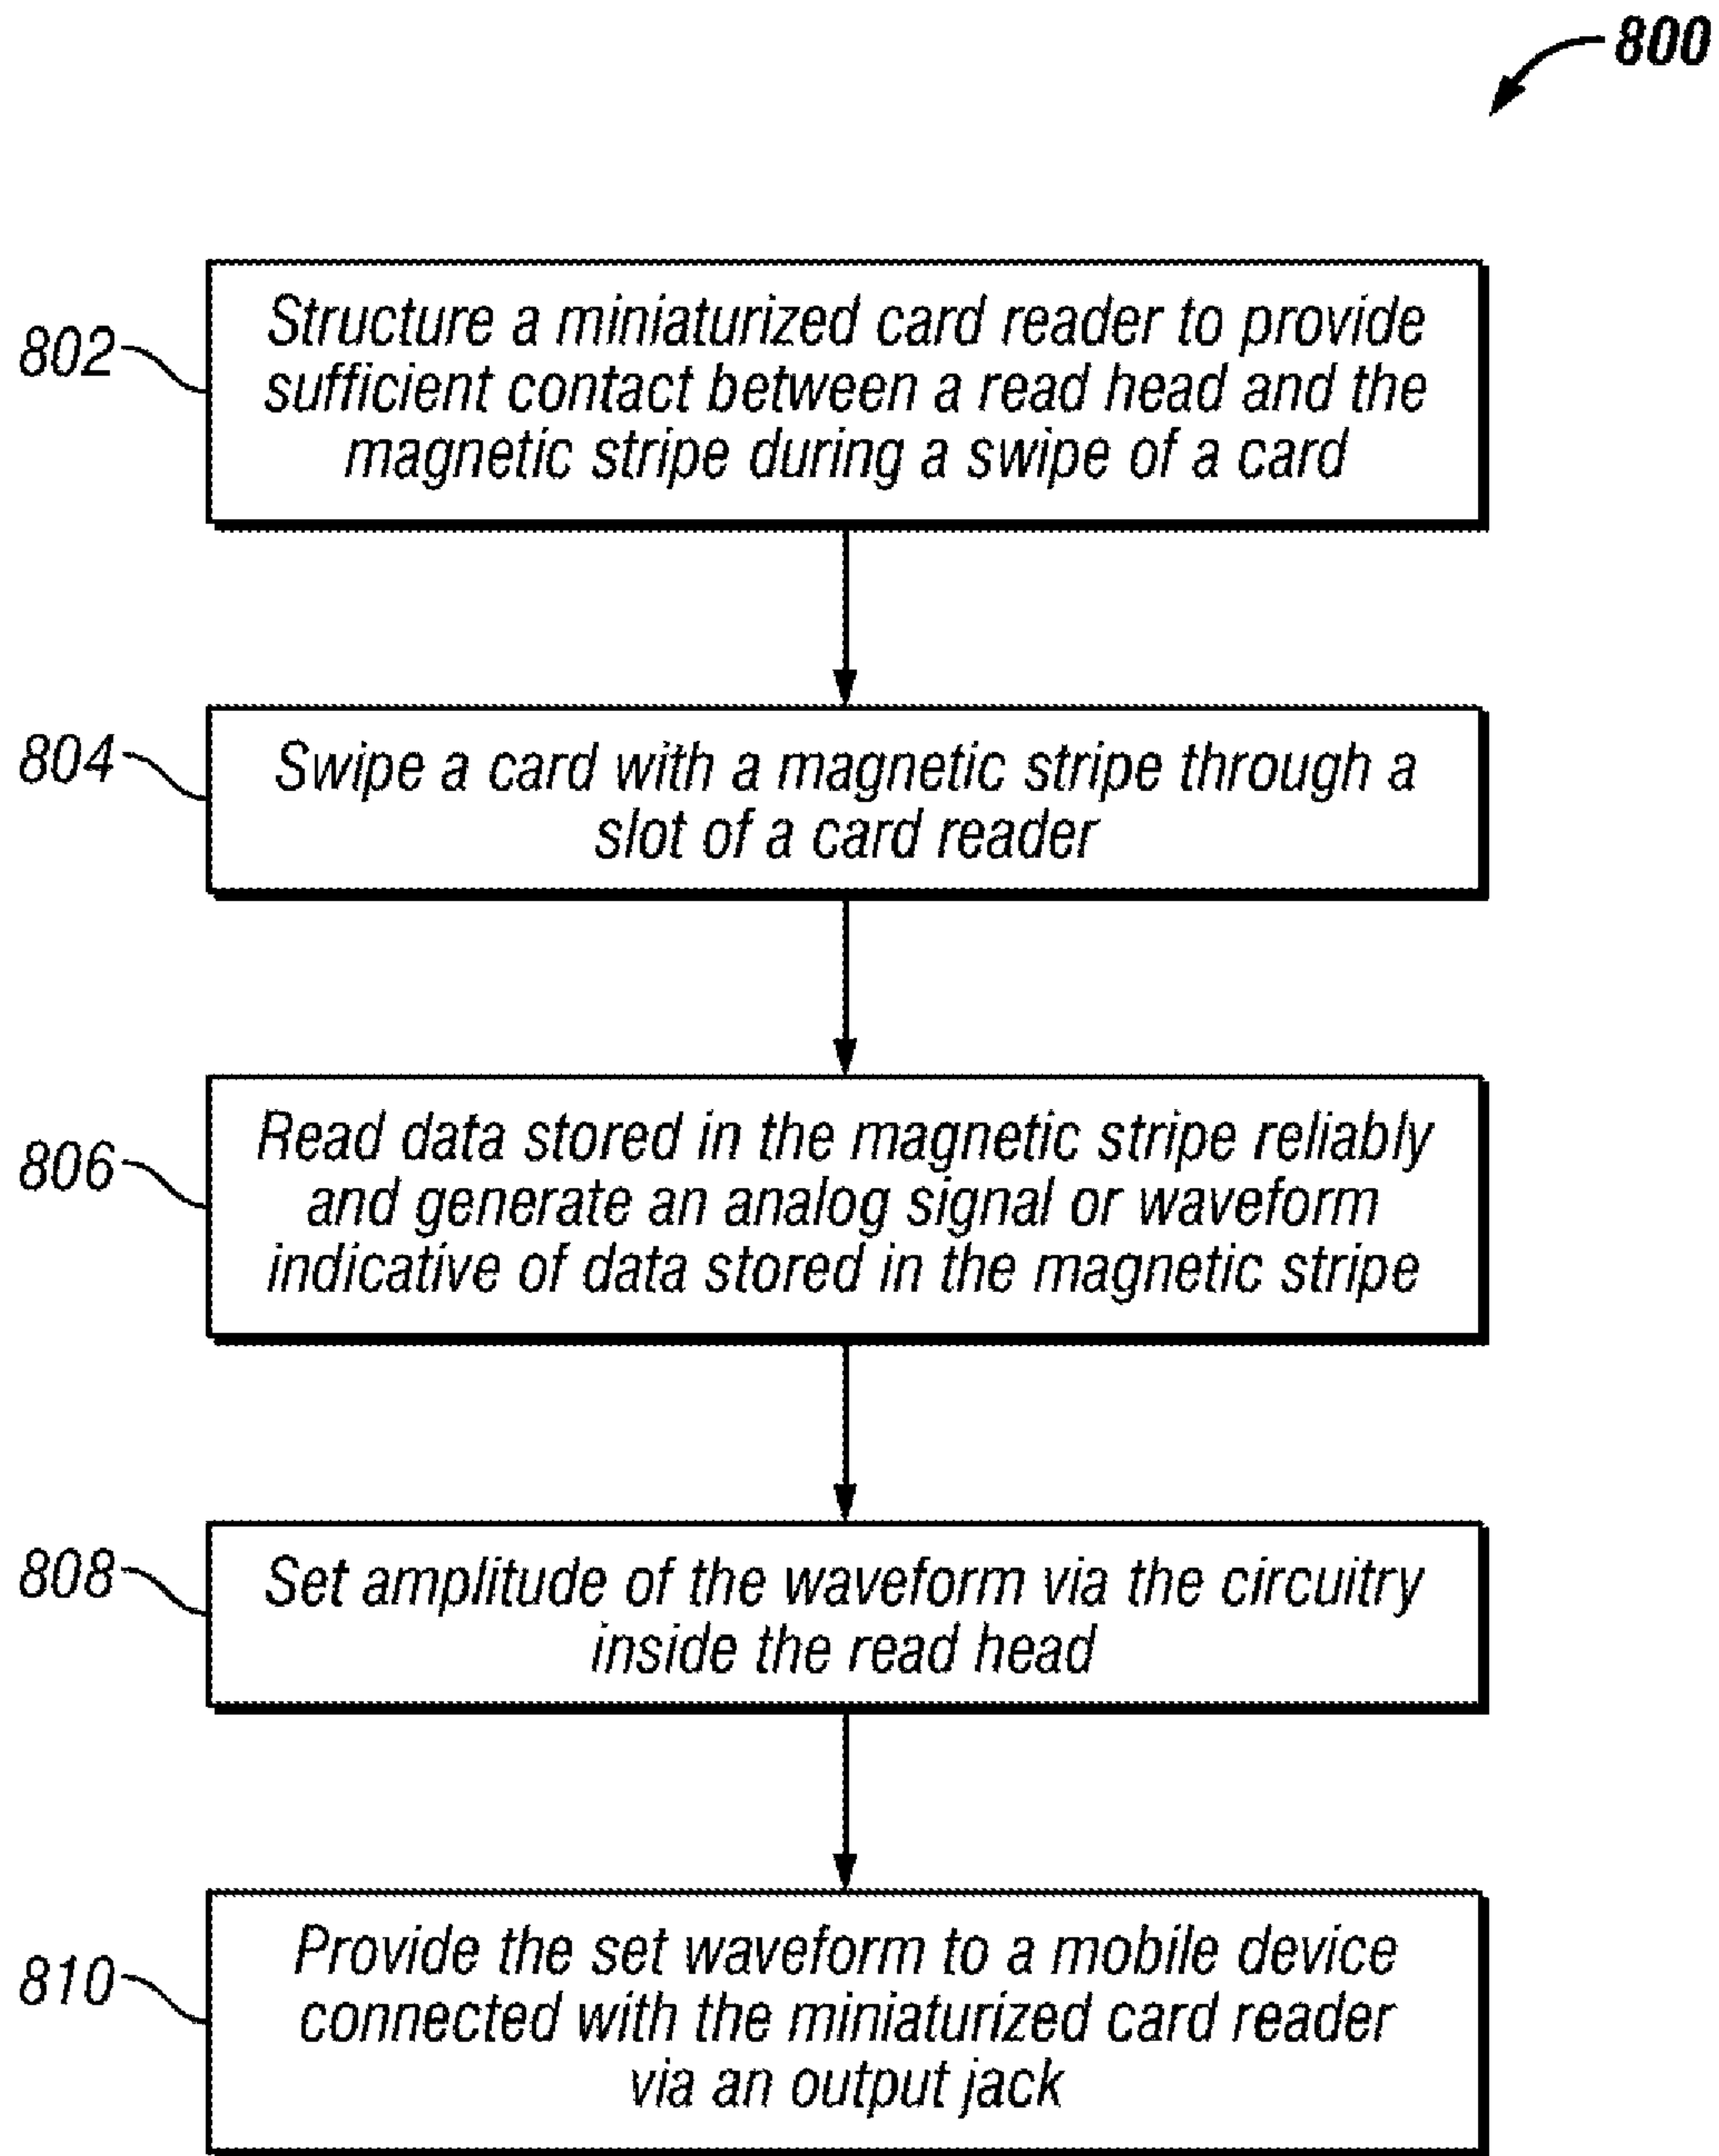 800
802
Structure a miniaturized card reader to provide
sufficient contact between a read head and the
magnetic stripe during a swipe of a card
804
Swipe a card with a magnetic stripe through a
slot of a card reader
806
Read data stored in the magnetic stripe reliably
and generate an analog signal or waveform
indicative of data stored in the magnetic stripe
808
Set amplitude of the waveform via the circuitry
inside the read head
810
Provide the set waveform to a mobile device
connected with the miniaturized card reader
via an output jack